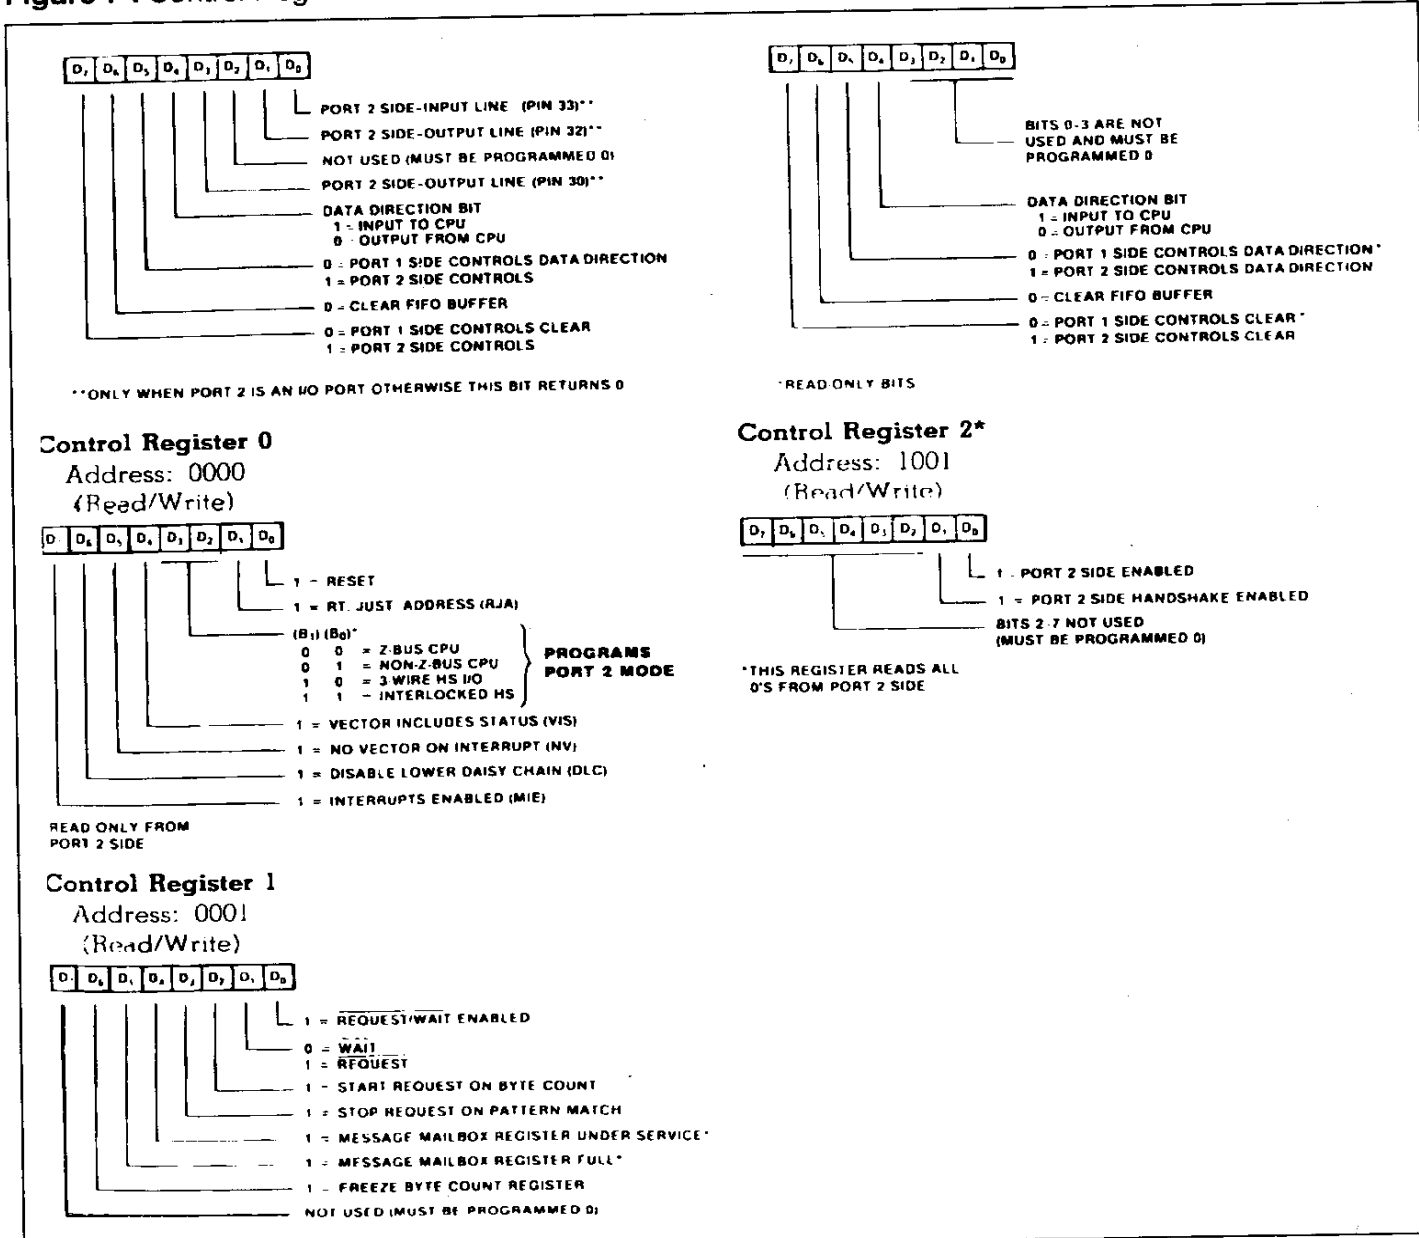 Figure
D7 D6 D5 D4 D3 D2 D1 D0
PORT 2 SIDE-INPUT LINE (PIN 33)**
PORT 2 SIDE-OUTPUT LINE (PIN 32)**
NOT USED (MUST BE PROGRAMMED 0)
PORT 2 SIDE-OUTPUT LINE (PIN 30)**
DATA DIRECTION BIT
1 = INPUT TO CPU
0 - OUTPUT FROM CPU
0 = PORT 1 SIDE CONTROLS DATA DIRECTION
1 = PORT 2 SIDE CONTROLS
0 = CLEAR FIFO BUFFER
0 = PORT 1 SIDE CONTROLS CLEAR
1 = PORT 2 SIDE CONTROLS
**ONLY WHEN PORT 2 IS AN I/O PORT OTHERWISE THIS BIT RETURNS 0
D7 D6 D5 D4 D3 D2 D1 D0
BITS 0-3 ARE NOT
USED AND MUST BE
PROGRAMMED 0
DATA DIRECTION BIT
1 = INPUT TO CPU
0 = OUTPUT FROM CPU
0 = PORT 1 SIDE CONTROLS DATA DIRECTION*
1 = PORT 2 SIDE CONTROLS DATA DIRECTION
0 = CLEAR FIFO BUFFER
0 = PORT 1 SIDE CONTROLS CLEAR*
1 = PORT 2 SIDE CONTROLS CLEAR
*READ ONLY BITS
Control Register 0
Address: 0000
(Read/Write)
D D6 D5 D4 D3 D2 D1 D0
1 = RESET
1 = RT. JUST ADDRESS (RJA)
(B1) (B0)*
0 0 = Z-BUS CPU
0 1 = NON-Z-BUS CPU
1 0 = 3-WIRE HS I/O
1 1 = INTERLOCKED HS
PROGRAMS
PORT 2 MODE
1 = VECTOR INCLUDES STATUS (VIS)
1 = NO VECTOR ON INTERRUPT (NV)
1 = DISABLE LOWER DAISY CHAIN (DLC)
1 = INTERRUPTS ENABLED (MIE)
READ ONLY FROM
PORT 2 SIDE
Control Register 2*
Address: 1001
(Read/Write)
D7 D6 D5 D4 D3 D2 D1 D0
1 - PORT 2 SIDE ENABLED
1 = PORT 2 SIDE HANDSHAKE ENABLED
BITS 2-7 NOT USED
(MUST BE PROGRAMMED 0)
*THIS REGISTER READS ALL
0'S FROM PORT 2 SIDE
Control Register 1
Address: 0001
(Read/Write)
D D6 D5 D4 D3 D2 D1 D0
1 = REQUEST/WAIT ENABLED
0 = WAIT
1 = REQUEST
1 - START REQUEST ON BYTE COUNT
1 = STOP REQUEST ON PATTERN MATCH
1 = MESSAGE MAILBOX REGISTER UNDER SERVICE*
1 = MESSAGE MAILBOX REGISTER FULL*
1 = FREEZE BYTE COUNT REGISTER
NOT USED (MUST BE PROGRAMMED 0)